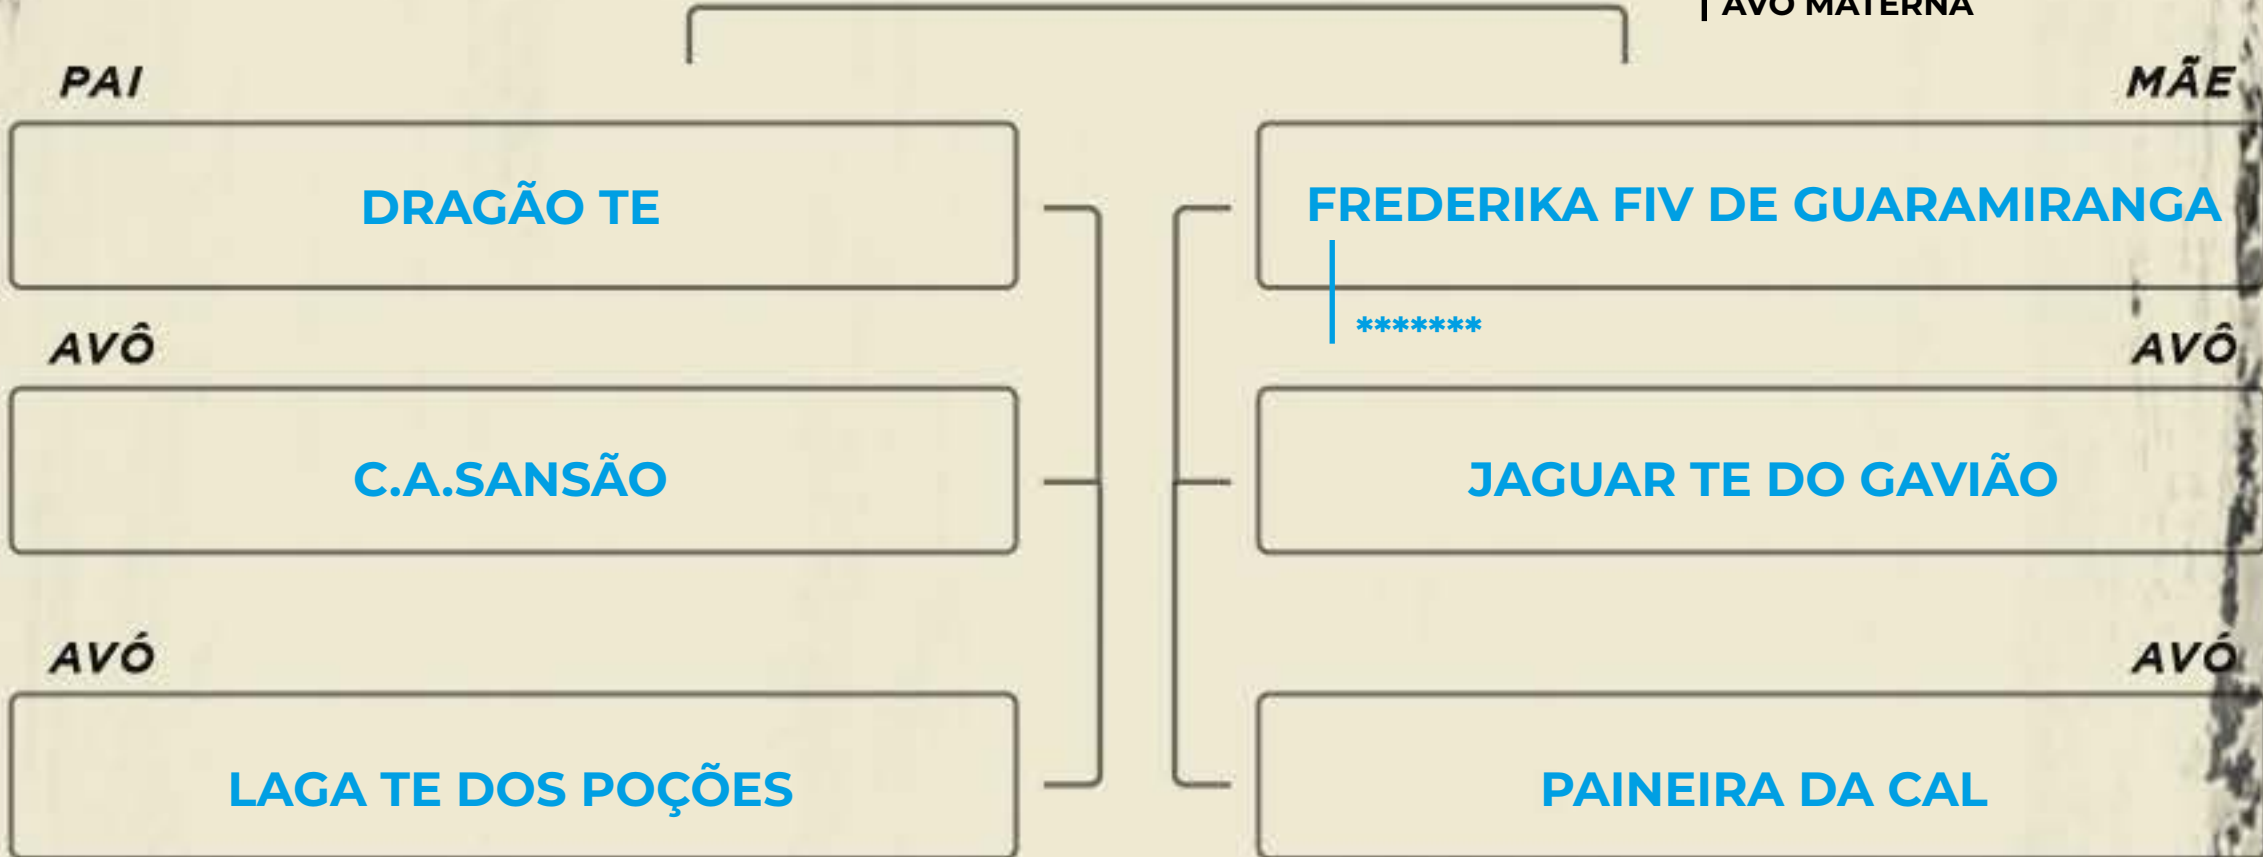 | AVÓ MATERNA
PAI
MÃE
DRAGÃO TE
FREDERIKA FIV DE GUARAMIRANGA
*******
AVÔ
AVÔ
C.A.SANSÃO
JAGUAR TE DO GAVIÃO
AVÓ
AVÓ
LAGA TE DOS POÇÕES
PAINEIRA DA CAL